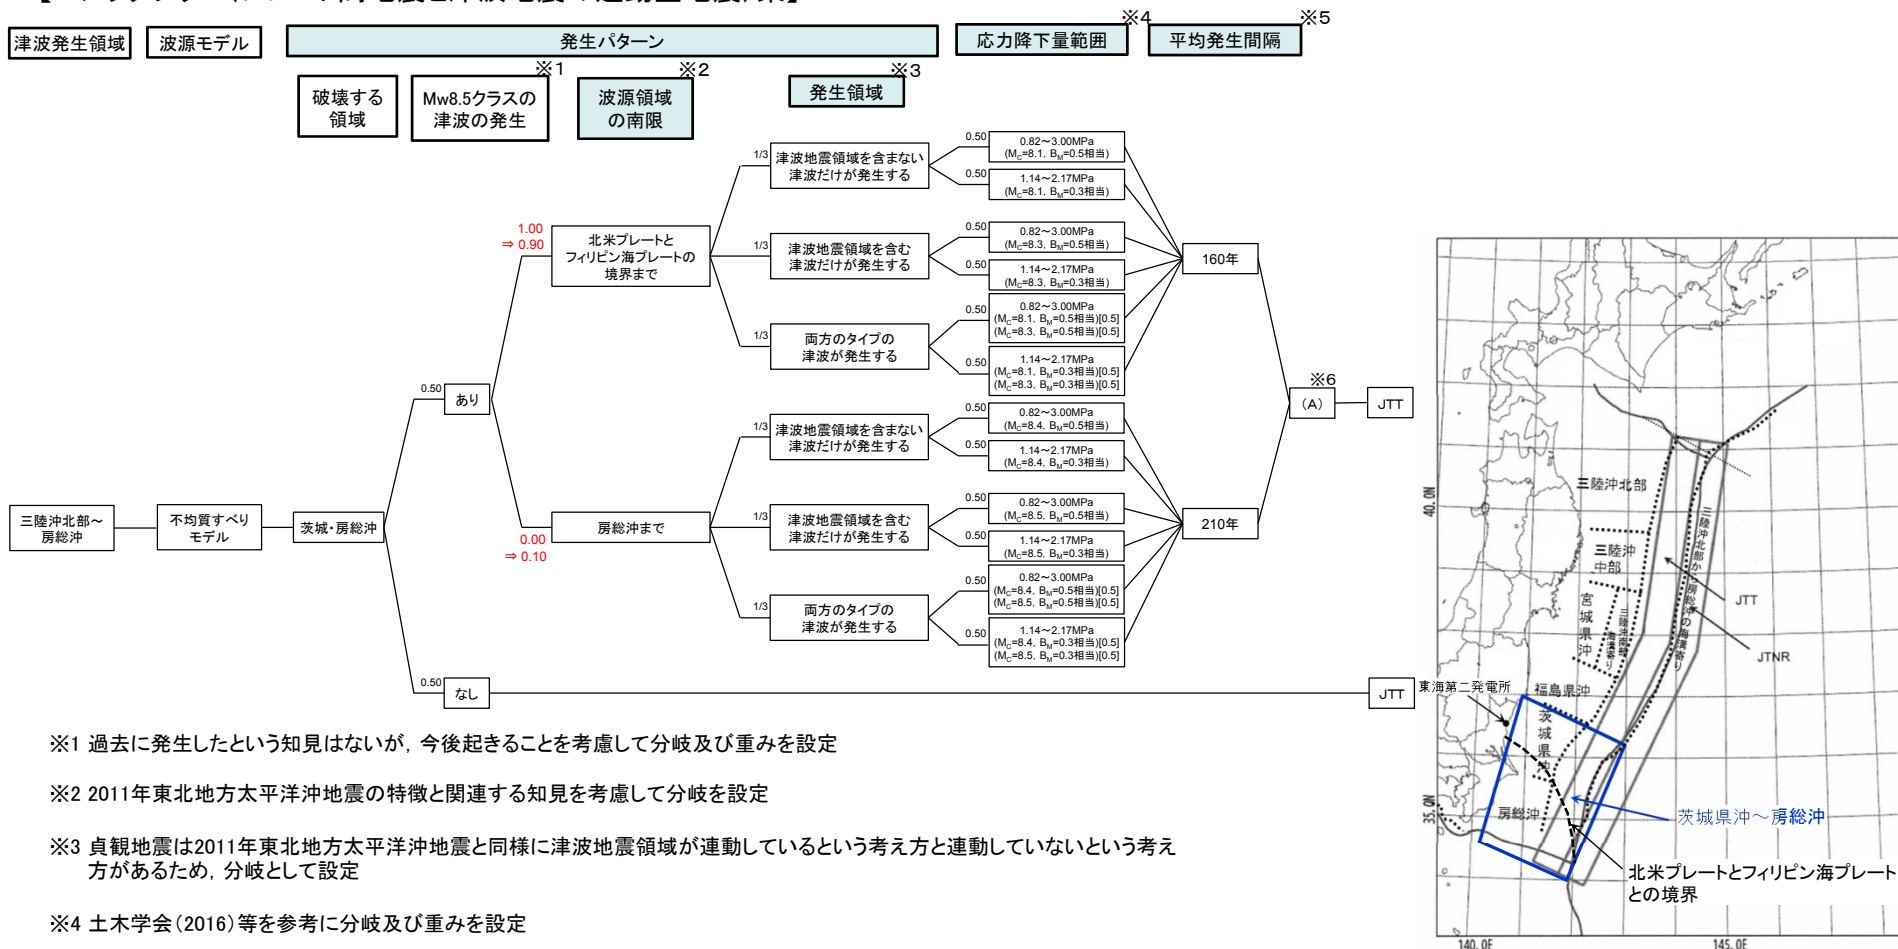 津波発生領域
波源モデル
発生パターン
応力降下量範囲
※4
平均発生間隔
※5
破壊する
領域
Mw8.5クラスの
津波の発生
※1
波源領域
の南限
※2
発生領域
※3
三陸沖北部～
房総沖
不均質すべり
モデル
茨城・房総沖
0.50
あり
0.50
なし
1.00
⇒ 0.90
北米プレートと
フィリピン海プレートの
境界まで
0.00
⇒ 0.10
房総沖まで
1/3
津波地震領域を含まない
津波だけが発生する
1/3
津波地震領域を含む
津波だけが発生する
1/3
両方のタイプの
津波が発生する
1/3
津波地震領域を含まない
津波だけが発生する
1/3
津波地震領域を含む
津波だけが発生する
1/3
両方のタイプの
津波が発生する
0.50
0.82～3.00MPa
(MC=8.1, BM=0.5相当)
0.50
1.14～2.17MPa
(MC=8.1, BM=0.3相当)
0.50
0.82～3.00MPa
(MC=8.3, BM=0.5相当)
0.50
1.14～2.17MPa
(MC=8.3, BM=0.3相当)
0.50
0.82～3.00MPa
(MC=8.1, BM=0.5相当)[0.5]
(MC=8.3, BM=0.5相当)[0.5]
0.50
1.14～2.17MPa
(MC=8.1, BM=0.3相当)[0.5]
(MC=8.3, BM=0.3相当)[0.5]
0.50
0.82～3.00MPa
(MC=8.4, BM=0.5相当)
0.50
1.14～2.17MPa
(MC=8.4, BM=0.3相当)
0.50
0.82～3.00MPa
(MC=8.5, BM=0.5相当)
0.50
1.14～2.17MPa
(MC=8.5, BM=0.3相当)
0.50
0.82～3.00MPa
(MC=8.4, BM=0.5相当)[0.5]
(MC=8.5, BM=0.5相当)[0.5]
0.50
1.14～2.17MPa
(MC=8.4, BM=0.3相当)[0.5]
(MC=8.5, BM=0.3相当)[0.5]
160年
210年
※6
(A)
JTT
JTT
※1 過去に発生したという知見はないが，今後起きることを考慮して分岐及び重みを設定
※2 2011年東北地方太平洋沖地震の特徴と関連する知見を考慮して分岐を設定
※3 貞観地震は2011年東北地方太平洋沖地震と同様に津波地震領域が連動しているという考え方と連動していないという考え
方があるため，分岐として設定
※4 土木学会(2016)等を参考に分岐及び重みを設定
40.0N
35.0N
140.0E
145.0E
三陸沖北部
三陸沖
中部
宮城県沖
三陸沖南部
海溝寄り
三陸沖北部から房総沖の海溝寄り
JTT
JTNR
福島県沖
東海第二発電所
茨城県沖
房総沖
茨城県沖～房総沖
北米プレートとフィリピン海プレート
との境界